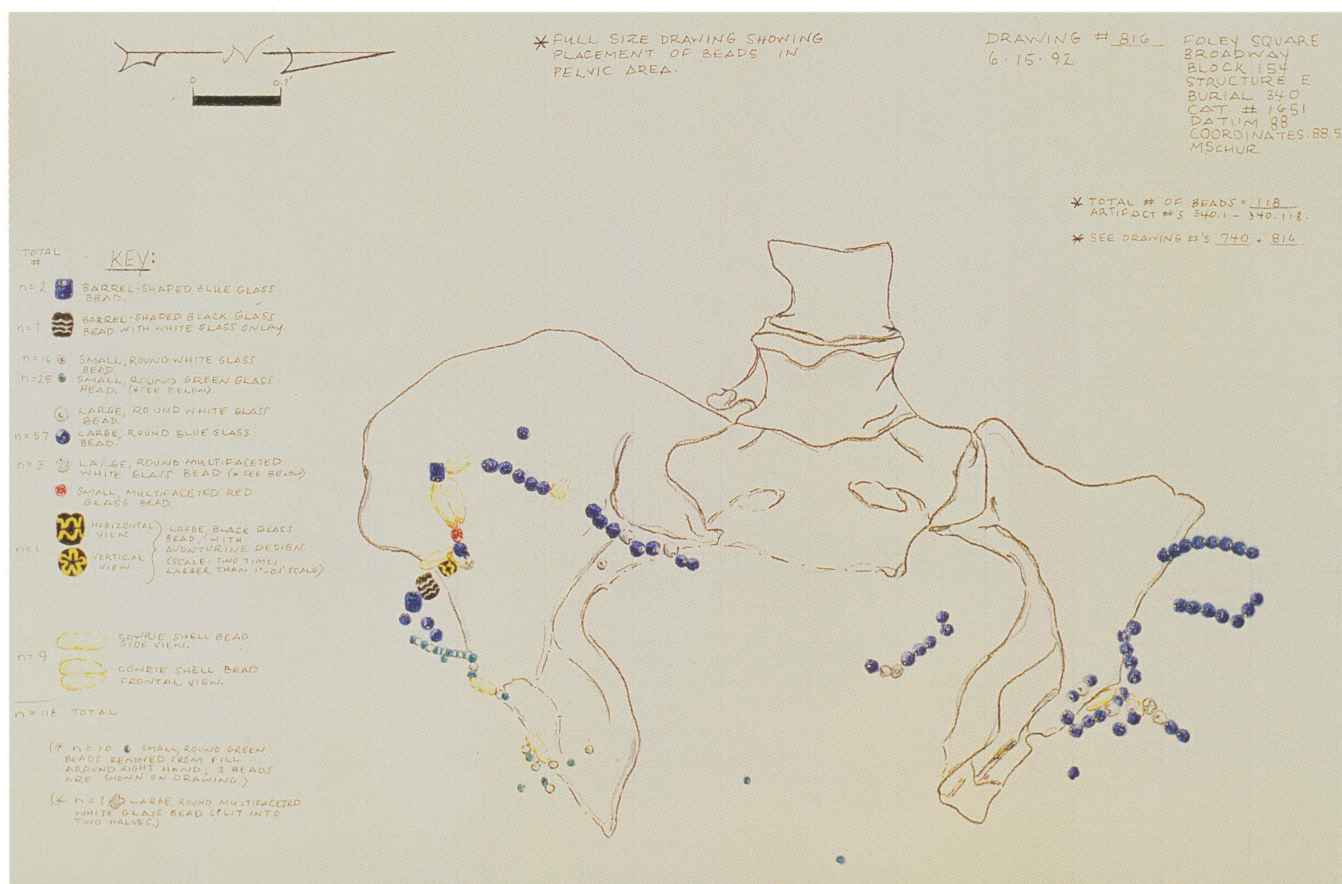 N
0 0.1'
* FULL SIZE DRAWING SHOWING
PLACEMENT OF BEADS IN
PELVIC AREA.
DRAWING # 816
6·15·92
FOLEY SQUARE
BROADWAY
BLOCK 154
STRUCTURE E
BURIAL 340
CAT. # 1651
DATUM 88
COORDINATES: 88.5
M.SCHUR
* TOTAL # OF BEADS = 118
ARTIFACT #'S 340.1 - 340.118.
* SEE DRAWING #'S 740 + 816
TOTAL
#
KEY:
n=2 BARREL-SHAPED BLUE GLASS
BEAD.
n=1 BARREL-SHAPED BLACK GLASS
BEAD WITH WHITE GLASS ONLAY.
n=16 SMALL, ROUND WHITE GLASS
BEAD.
n=25 SMALL, ROUND GREEN GLASS
BEAD. (* SEE BELOW)
LARGE, ROUND WHITE GLASS
BEAD.
n=57 LARGE, ROUND BLUE GLASS
BEAD.
n=3 LARGE, ROUND MULTIFACETED
WHITE GLASS BEAD (* SEE BELOW)
SMALL, MULTIFACETED RED
GLASS BEAD
n=1
HORIZONTAL
VIEW
VERTICAL
VIEW
LARGE, BLACK GLASS
BEAD, WITH
AVENTURINE DESIGN.
(SCALE: TWO TIMES
LARGER THAN SCALE)
n=9
COWRIE SHELL BEAD
SIDE VIEW.
COWRIE SHELL BEAD
FRONTAL VIEW.
n=118 TOTAL
(* n=10 SMALL, ROUND GREEN
BEADS REMOVED FROM FILL
AROUND RIGHT HAND; 2 BEADS
ARE SHOWN ON DRAWING.)
(* n=1 LARGE, ROUND MULTIFACETED
WHITE GLASS BEAD SPLIT INTO
TWO HALVES.)